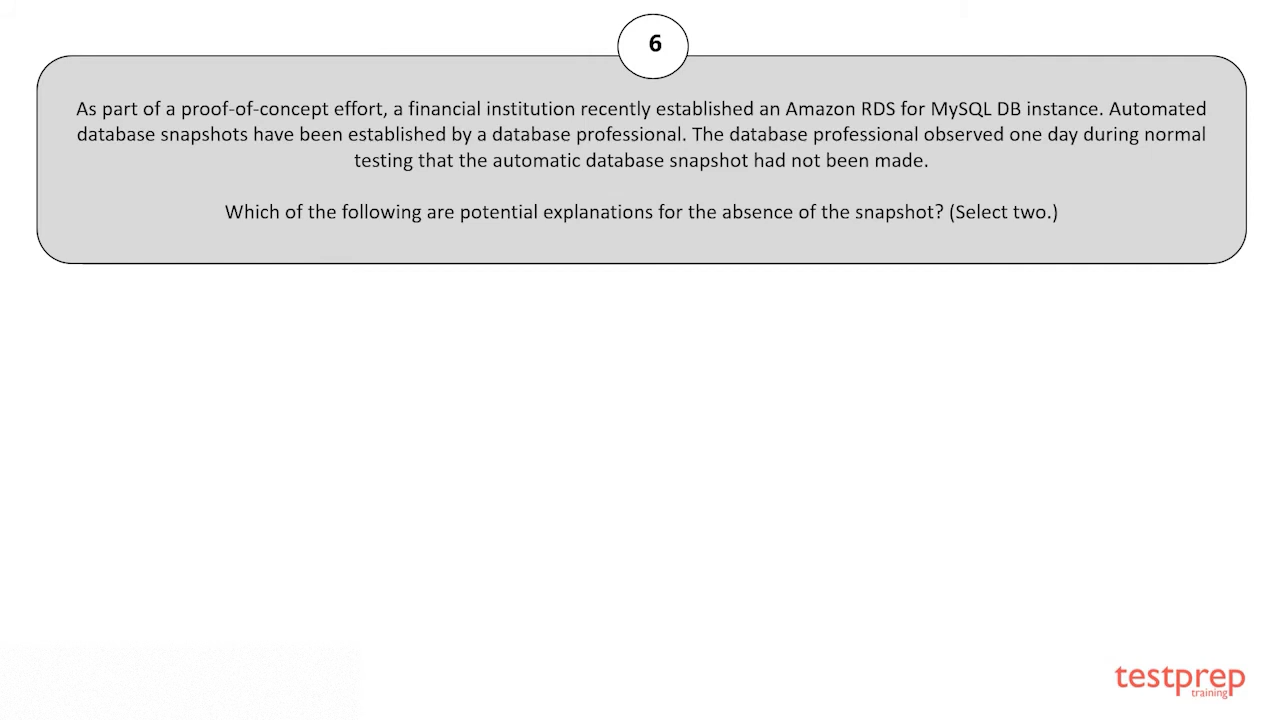 6
As part of a proof-of-concept effort, a financial institution recently established an Amazon RDS for MySQL DB instance. Automated
database snapshots have been established by a database professional. The database professional observed one day during normal
testing that the automatic database snapshot had not been made.
Which of the following are potential explanations for the absence of the snapshot? (Select two.)
testprep
training